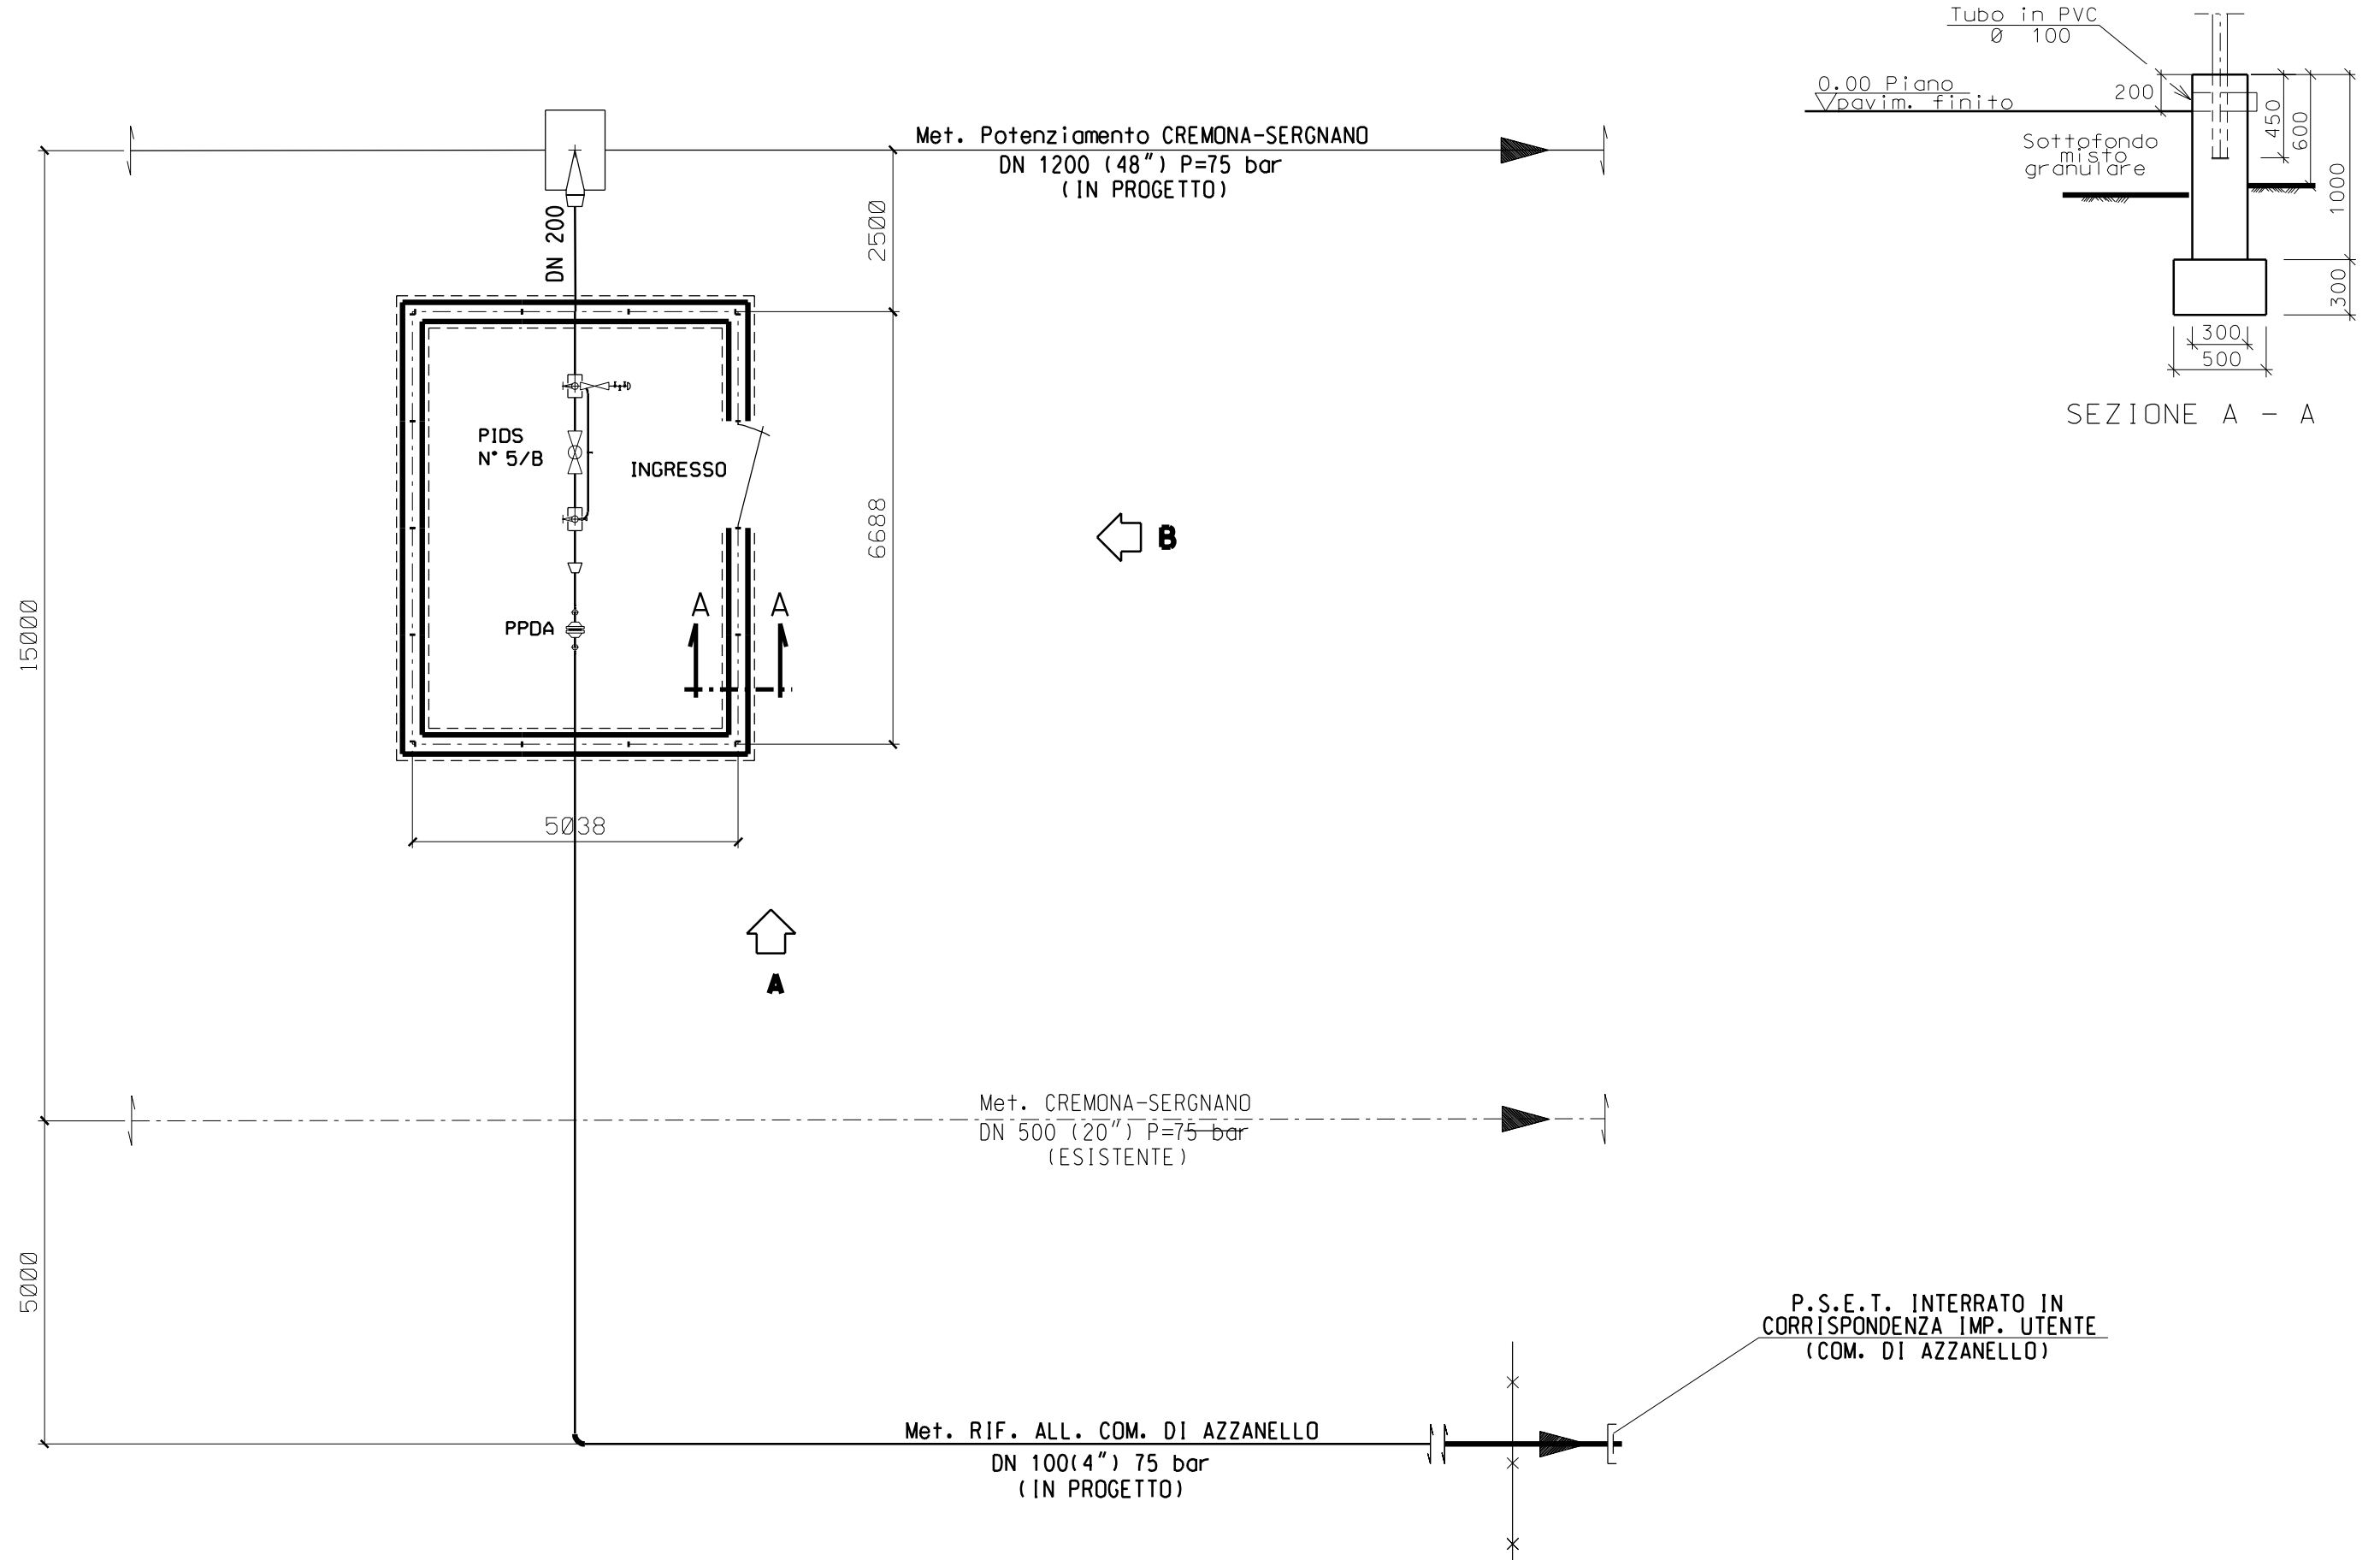 Tubo in PVC
Ø 100
0.00 Piano
pavim. finito
200
450
600
1000
300
Sottofondo
misto
granulare
300
500
SEZIONE A - A
Met. Potenziamento CREMONA-SERGNANO
DN 1200 (48") P=75 bar
(IN PROGETTO)
DN 200
2500
PIDS
N° 5/B
INGRESSO
6688
B
15000
A A
PPDA
5038
A
Met. CREMONA-SERGNANO
DN 500 (20") P=75 bar
(ESISTENTE)
5000
P.S.E.T. INTERRATO IN
CORRISPONDENZA IMP. UTENTE
(COM. DI AZZANELLO)
Met. RIF. ALL. COM. DI AZZANELLO
DN 100(4") 75 bar
(IN PROGETTO)